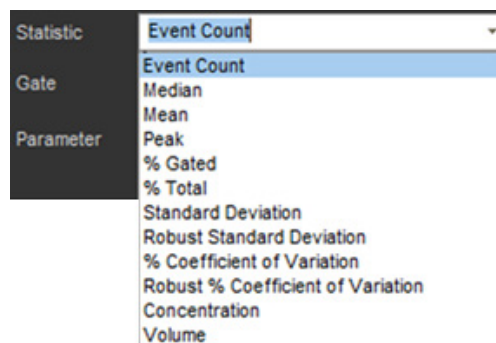 Statistic Event Count
Event Count
Gate
Median
Mean
Parameter
Peak
% Gated
% Total
Standard Deviation
Robust Standard Deviation
% Coefficient of Variation
Robust % Coefficient of Variation
Concentration
Volume